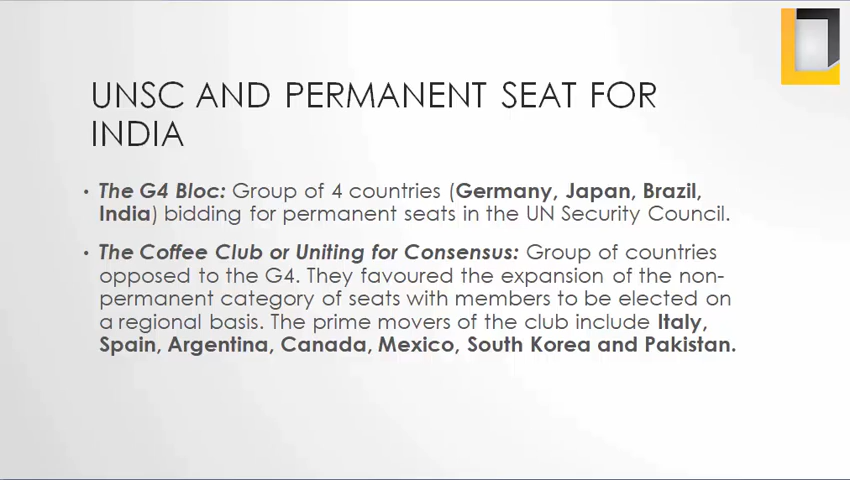 UNSC AND PERMANENT SEAT FOR
INDIA
• The G4 Bloc: Group of 4 countries (Germany, Japan, Brazil,
India) bidding for permanent seats in the UN Security Council.
• The Coffee Club or Uniting for Consensus: Group of countries
opposed to the G4. They favoured the expansion of the non-
permanent category of seats with members to be elected on
a regional basis. The prime movers of the club include Italy,
Spain, Argentina, Canada, Mexico, South Korea and Pakistan.